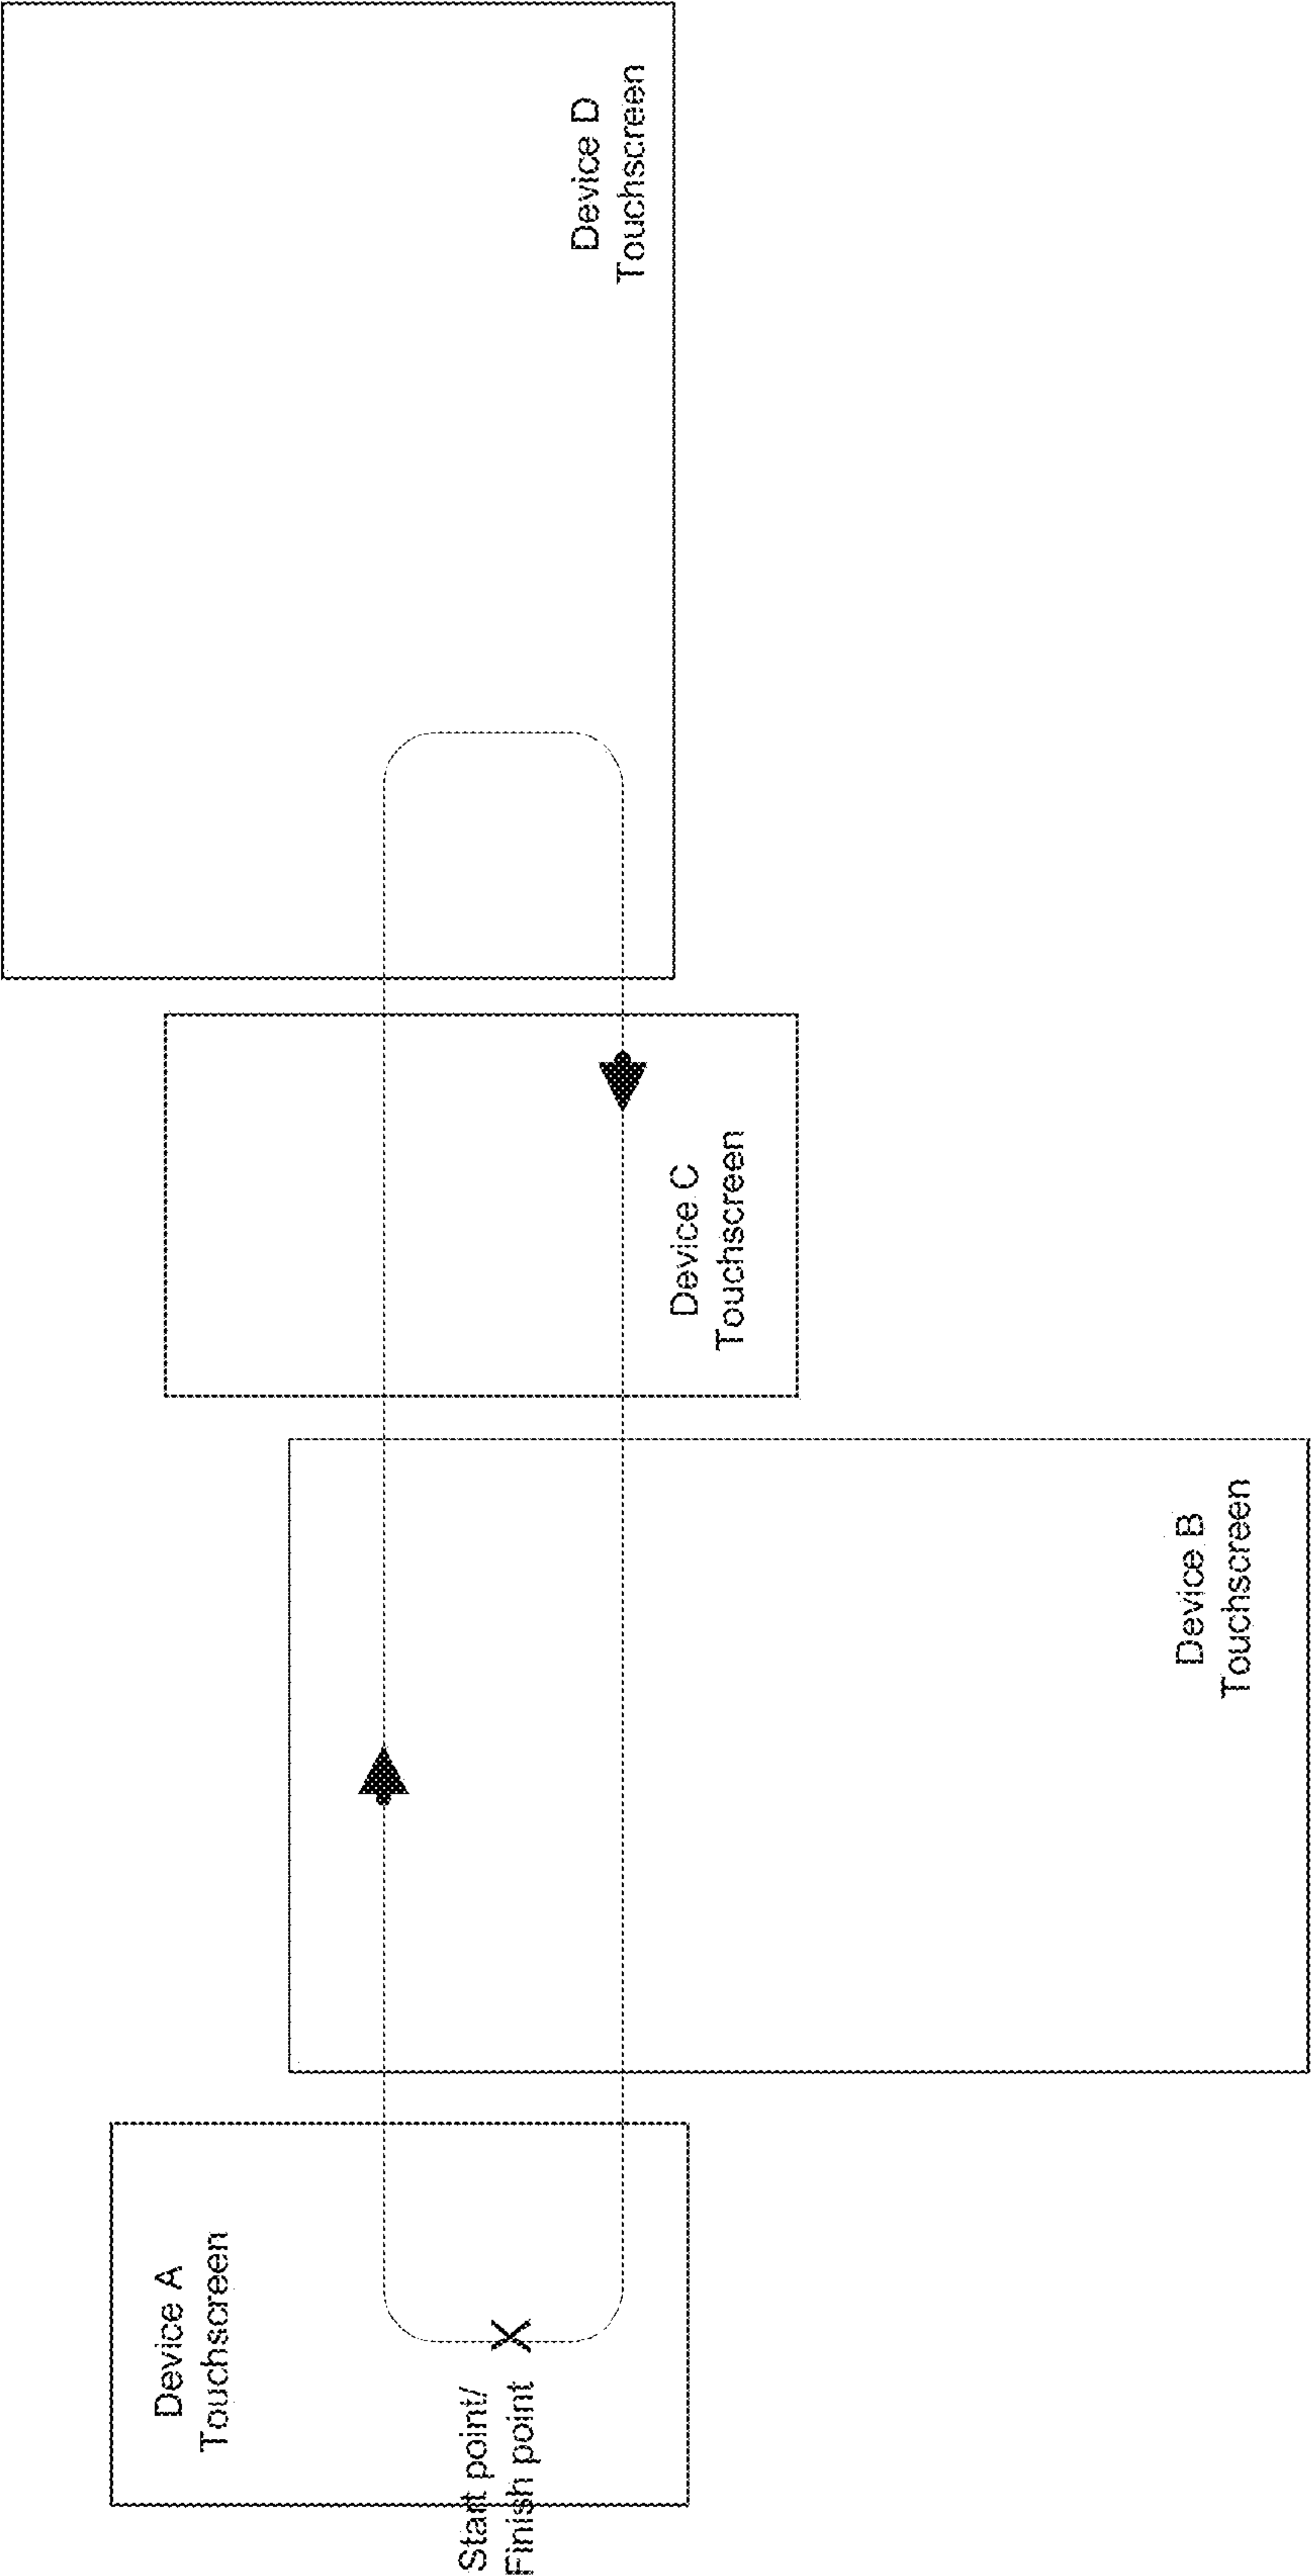 Device A
Touchscreen
Start point/
Finish point
X
Device B
Touchscreen
Device C
Touchscreen
Device D
Touchscreen